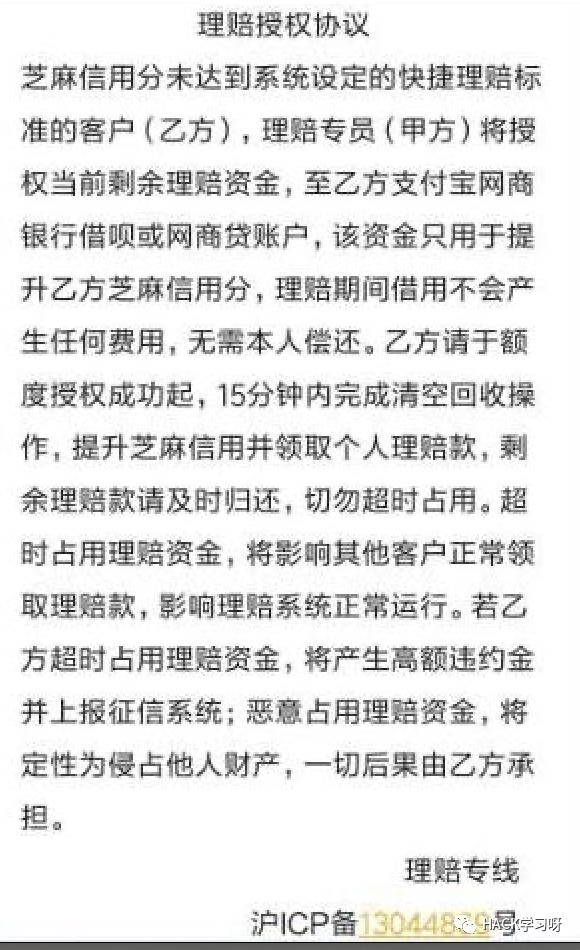 理赔授权协议
芝麻信用分未达到系统设定的快捷理赔标
准的客户（乙方），理赔专员（甲方）将授
权当前剩余理赔资金，至乙方支付宝网商
银行借呗或网商贷账户，该资金只用于提
升乙方芝麻信用分，理赔期间借用不会产
生任何费用，无需本人偿还。乙方请于额
度授权成功起，15分钟内完成清空回收操
作，提升芝麻信用并领取个人理赔款，剩
余理赔款请及时归还，切勿超时占用。超
时占用理赔资金，将影响其他客户正常领
取理赔款，影响理赔系统正常运行。若乙
方超时占用理赔资金，将产生高额违约金
并上报征信系统；恶意占用理赔资金，将
定性为侵占他人财产，一切后果由乙方承
担。
理赔专线
沪ICP备号
HACK学习呀